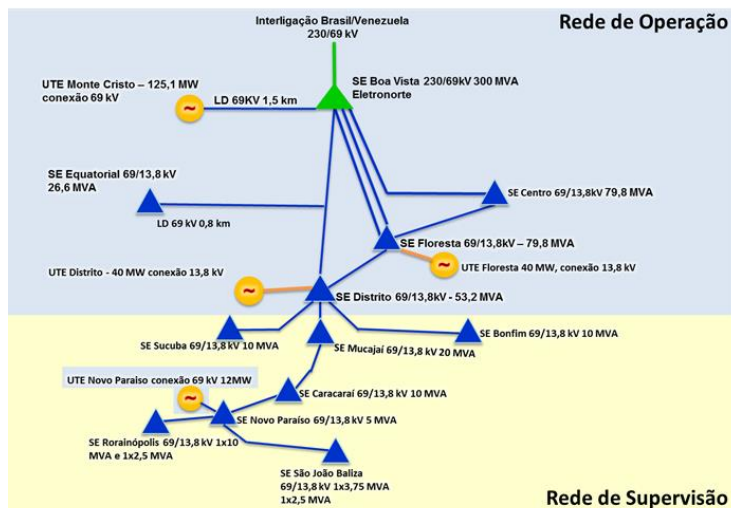 Rede de Operação
Interligação Brasil/Venezuela
230/69 kV
SE Boa Vista 230/69kV 300 MVA
Eletronorte
UTE Monte Cristo – 125,1 MW
conexão 69 kV
LD 69KV 1,5 km
~
SE Equatorial 69/13,8 kV
26,6 MVA
LD 69 kV 0,8 km
SE Centro 69/13,8kV 79,8 MVA
SE Floresta 69/13,8kV – 79,8 MVA
~
UTE Floresta 40 MW, conexão 13,8 kV
UTE Distrito - 40 MW conexão 13,8 kV
~
SE Distrito 69/13,8kV - 53,2 MVA
SE Sucuba 69/13,8 kV 10 MVA
SE Mucajaí 69/13,8 kV 20 MVA
SE Bonfim 69/13,8 kV 10 MVA
UTE Novo Paraiso conexão 69 kV 12MW
~
SE Caracaraí 69/13,8 kV 10 MVA
SE Novo Paraíso 69/13,8 kV 5 MVA
SE Rorainópolis 69/13,8 kV 1x10
MVA e 1x2,5 MVA
SE São João Baliza
69/13,8 kV 1x3,75 MVA
1x2,5 MVA
Rede de Supervisão